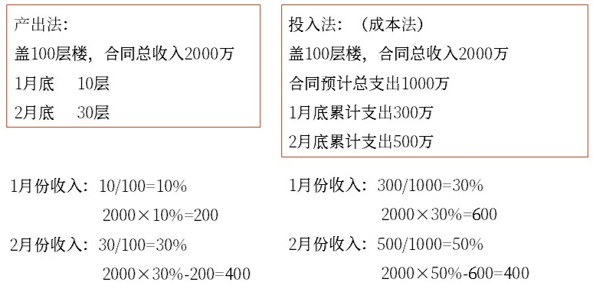 产出法：
盖100层楼，合同总收入2000万
1月底 10层
2月底 30层
投入法：（成本法）
盖100层楼，合同总收入2000万
合同预计总支出1000万
1月底累计支出300万
2月底累计支出500万
1月份收入：10/100=10%
2000×10%=200
2月份收入：30/100=30%
2000×30%-200=400
1月份收入：300/1000=30%
2000×30%=600
2月份收入：500/1000=50%
2000×50%-600=400